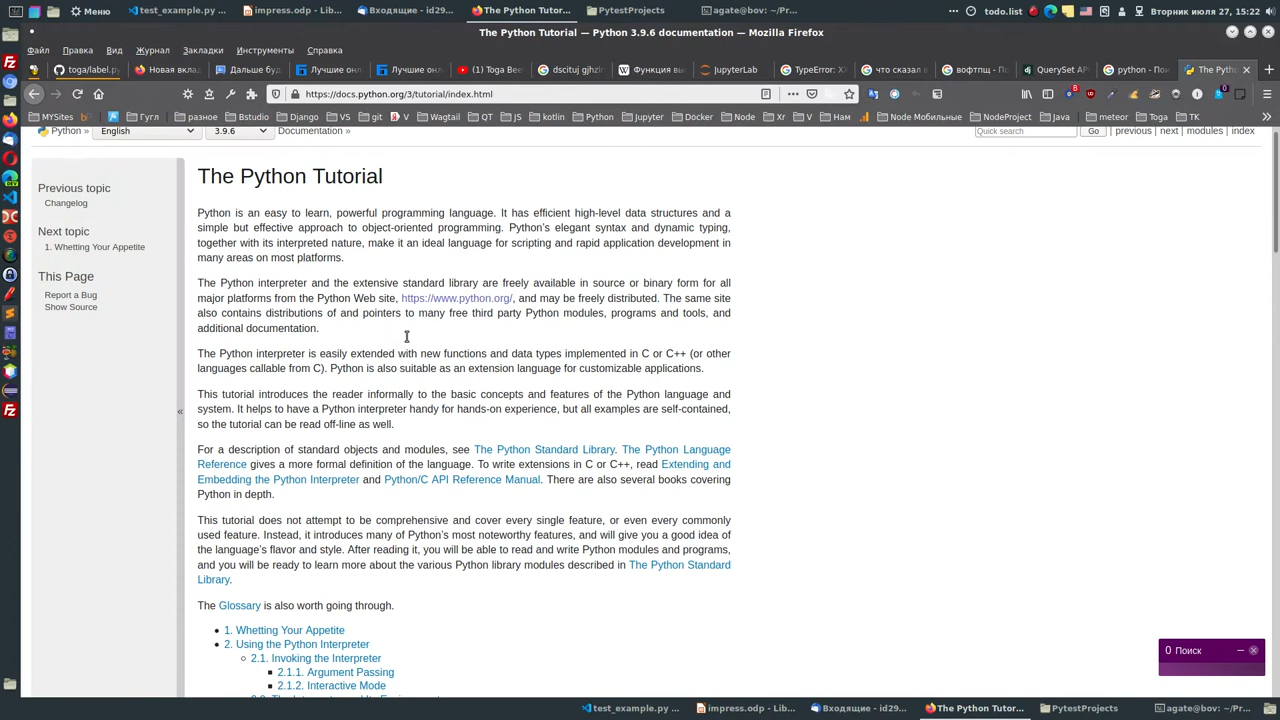 Меню
test_example.py ...
impress.odp - Lib...
Входящие - id29...
The Python Tutor...
PytestProjects
agate@bov: ~/Pr...
todo.list
Вторник июля 27, 15:22
The Python Tutorial — Python 3.9.6 documentation — Mozilla Firefox
Файл Правка Вид Журнал Закладки Инструменты Справка
toga/label.py
Новая вкла
Дальше буд
Лучшие онл
Лучшие онл
(1) Toga Bee
dscituj gjhzlr
Функция вы
JupyterLab
TypeError: XX
что сказал е
вофтпщ - По
QuerySet API
python - Пои
The Pytho
https://docs.python.org/3/tutorial/index.html
MYSites
Гугл
разное
Bstudio
Django
VS
git
V
Wagtail
QT
JS
kotlin
Python
Jupyter
Docker
Node
Xr
V
Нам
Node Мобильные
NodeProject
Java
meteor
Toga
TK
Python »
English
3.9.6
Documentation »
Quick search
Go
| previous | next | modules | index
Previous topic
Changelog
Next topic
1. Whetting Your Appetite
This Page
Report a Bug
Show Source
«
The Python Tutorial
Python is an easy to learn, powerful programming language. It has efficient high-level data structures and a
simple but effective approach to object-oriented programming. Python’s elegant syntax and dynamic typing,
together with its interpreted nature, make it an ideal language for scripting and rapid application development in
many areas on most platforms.
The Python interpreter and the extensive standard library are freely available in source or binary form for all
major platforms from the Python Web site, https://www.python.org/, and may be freely distributed. The same site
also contains distributions of and pointers to many free third party Python modules, programs and tools, and
additional documentation.
The Python interpreter is easily extended with new functions and data types implemented in C or C++ (or other
languages callable from C). Python is also suitable as an extension language for customizable applications.
This tutorial introduces the reader informally to the basic concepts and features of the Python language and
system. It helps to have a Python interpreter handy for hands-on experience, but all examples are self-contained,
so the tutorial can be read off-line as well.
For a description of standard objects and modules, see The Python Standard Library. The Python Language
Reference gives a more formal definition of the language. To write extensions in C or C++, read Extending and
Embedding the Python Interpreter and Python/C API Reference Manual. There are also several books covering
Python in depth.
This tutorial does not attempt to be comprehensive and cover every single feature, or even every commonly
used feature. Instead, it introduces many of Python’s most noteworthy features, and will give you a good idea of
the language’s flavor and style. After reading it, you will be able to read and write Python modules and programs,
and you will be ready to learn more about the various Python library modules described in The Python Standard
Library.
The Glossary is also worth going through.
1. Whetting Your Appetite
2. Using the Python Interpreter
2.1. Invoking the Interpreter
2.1.1. Argument Passing
2.1.2. Interactive Mode
0 Поиск
test_example.py ...
impress.odp - Lib...
Входящие - id29...
The Python Tutor...
PytestProjects
agate@bov: ~/Pr...